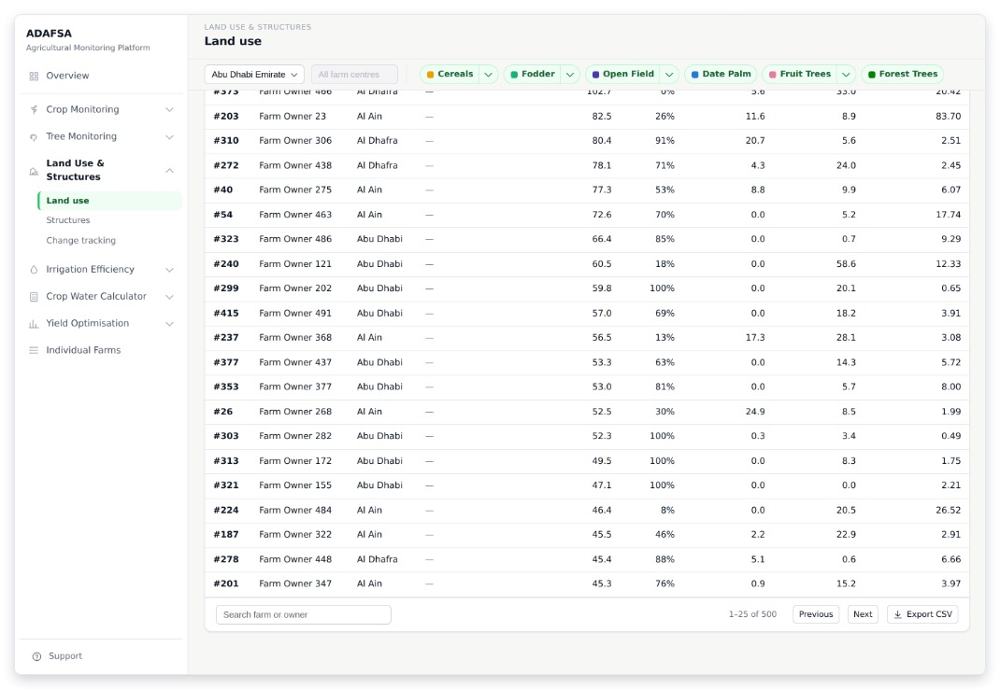 ADAFSA
Agricultural Monitoring Platform
Overview
Crop Monitoring
Tree Monitoring
Land Use &
Structures
Land use
Structures
Change tracking
Irrigation Efficiency
Crop Water Calculator
Yield Optimisation
Individual Farms
Support
LAND USE & STRUCTURES
Land use
Abu Dhabi Emirate All farm centres Cereals Fodder Open Field Date Palm Fruit Trees Forest Trees
#373 Farm Owner 466 Al Dhafra — 102.7 0% 5.6 33.0 20.42
#203 Farm Owner 23 Al Ain — 82.5 26% 11.6 8.9 83.70
#310 Farm Owner 306 Al Dhafra — 80.4 91% 20.7 5.6 2.51
#272 Farm Owner 438 Al Dhafra — 78.1 71% 4.3 24.0 2.45
#40 Farm Owner 275 Al Ain — 77.3 53% 8.8 9.9 6.07
#54 Farm Owner 463 Al Ain — 72.6 70% 0.0 5.2 17.74
#323 Farm Owner 486 Abu Dhabi — 66.4 85% 0.0 0.7 9.29
#240 Farm Owner 121 Abu Dhabi — 60.5 18% 0.0 58.6 12.33
#299 Farm Owner 202 Abu Dhabi — 59.8 100% 0.0 20.1 0.65
#415 Farm Owner 491 Abu Dhabi — 57.0 69% 0.0 18.2 3.91
#237 Farm Owner 368 Al Ain — 56.5 13% 17.3 28.1 3.08
#377 Farm Owner 437 Abu Dhabi — 53.3 63% 0.0 14.3 5.72
#353 Farm Owner 377 Abu Dhabi — 53.0 81% 0.0 5.7 8.00
#26 Farm Owner 268 Al Ain — 52.5 30% 24.9 8.5 1.99
#303 Farm Owner 282 Abu Dhabi — 52.3 100% 0.3 3.4 0.49
#313 Farm Owner 172 Abu Dhabi — 49.5 100% 0.0 8.3 1.75
#321 Farm Owner 155 Abu Dhabi — 47.1 100% 0.0 0.0 2.21
#224 Farm Owner 484 Al Ain — 46.4 8% 0.0 20.5 26.52
#187 Farm Owner 322 Al Ain — 45.5 46% 2.2 22.9 2.91
#278 Farm Owner 448 Al Dhafra — 45.4 88% 5.1 0.6 6.66
#201 Farm Owner 347 Al Ain — 45.3 76% 0.9 15.2 3.97
Search farm or owner 1–25 of 500 Previous Next Export CSV